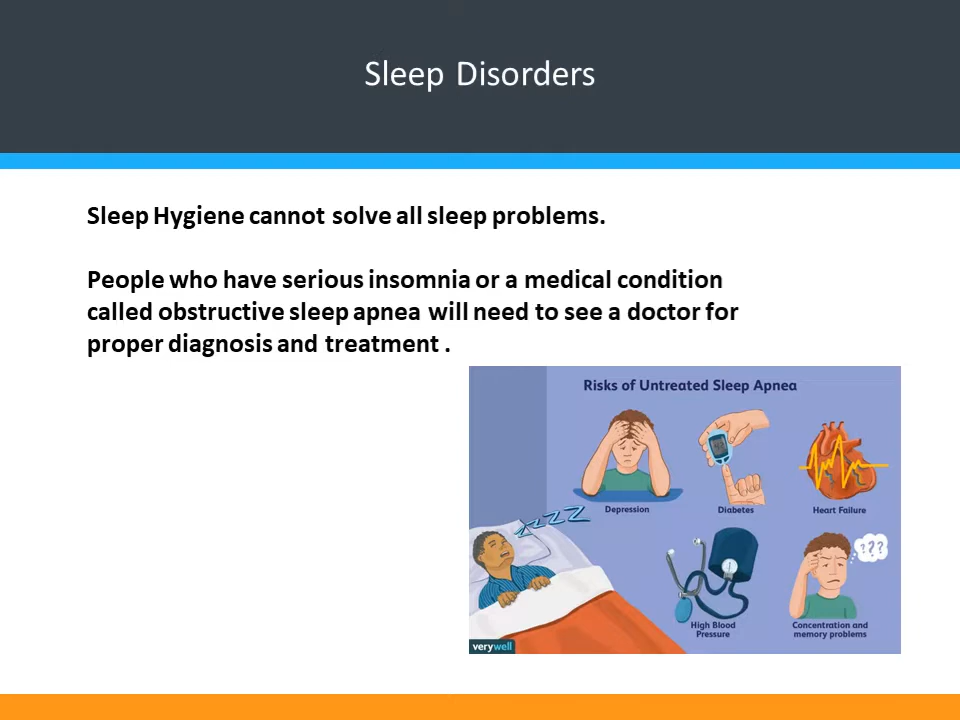 Sleep Disorders
Sleep Hygiene cannot solve all sleep problems.
People who have serious insomnia or a medical condition
called obstructive sleep apnea will need to see a doctor for
proper diagnosis and treatment .
Risks of Untreated Sleep Apnea
Depression
Diabetes
Heart Failure
zzzz
High Blood
Pressure
???
Concentration and
memory problems
verywell